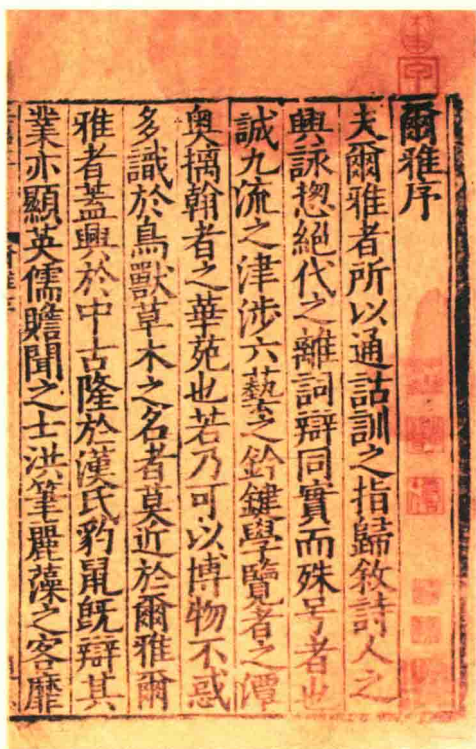 爾雅序
夫爾雅者所以通詁訓之指歸敘詩人之
興詠揔絕代之離詞辯同實而殊号者也
誠九流之津涉六藝之鈐鍵學覽者之潭
奥摛翰者之華苑也若乃可以博物不惑
多識於鳥獸草木之名者莫近於爾雅爾
雅者蓋興於中古隆於漢氏豹鼠旣辯其
業亦顯英儒贍聞之士洪筆麗藻之客靡